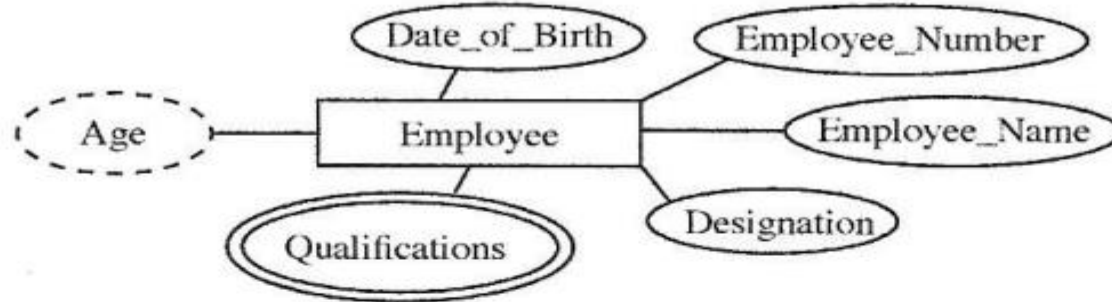 Date_of_Birth
Employee_Number
Age
Employee
Employee_Name
Qualifications
Designation